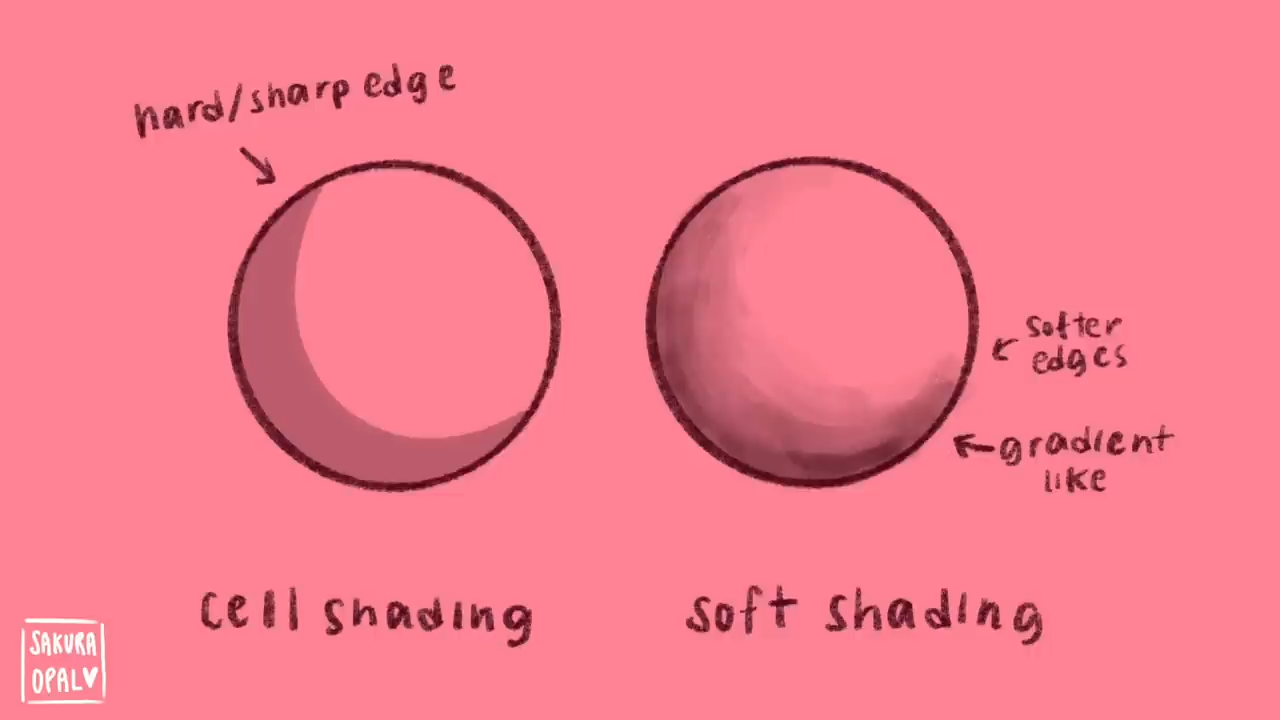 hard/sharp edge
softer
edges
gradient
like
cell shading
soft shading
SAKURA
OPAL♥